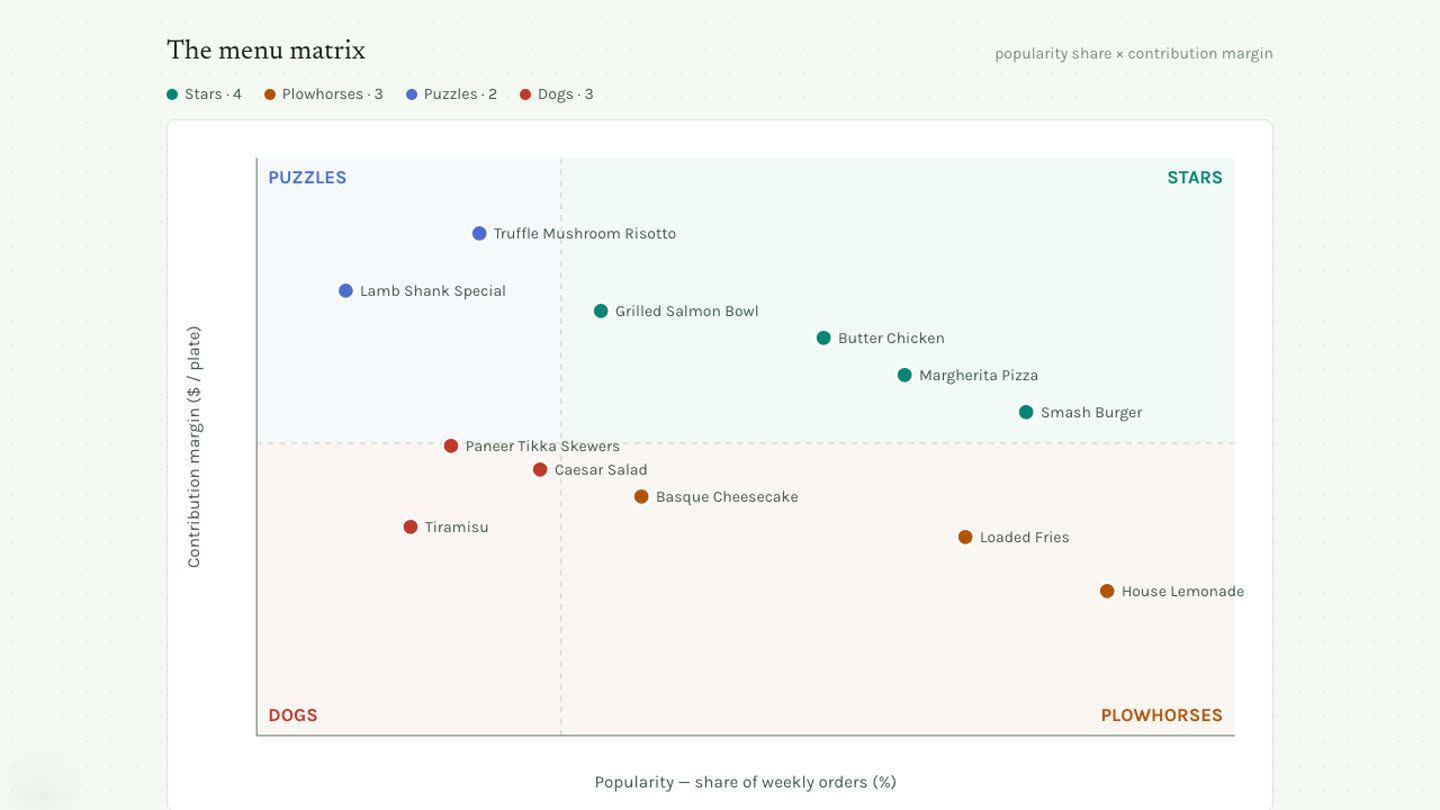 The menu matrix
popularity share × contribution margin
Stars · 4
Plowhorses · 3
Puzzles · 2
Dogs · 3
PUZZLES
STARS
Truffle Mushroom Risotto
Lamb Shank Special
Grilled Salmon Bowl
Butter Chicken
Margherita Pizza
Smash Burger
Contribution margin ($ / plate)
Paneer Tikka Skewers
Caesar Salad
Basque Cheesecake
Tiramisu
Loaded Fries
House Lemonade
DOGS
PLOWHORSES
Popularity — share of weekly orders (%)